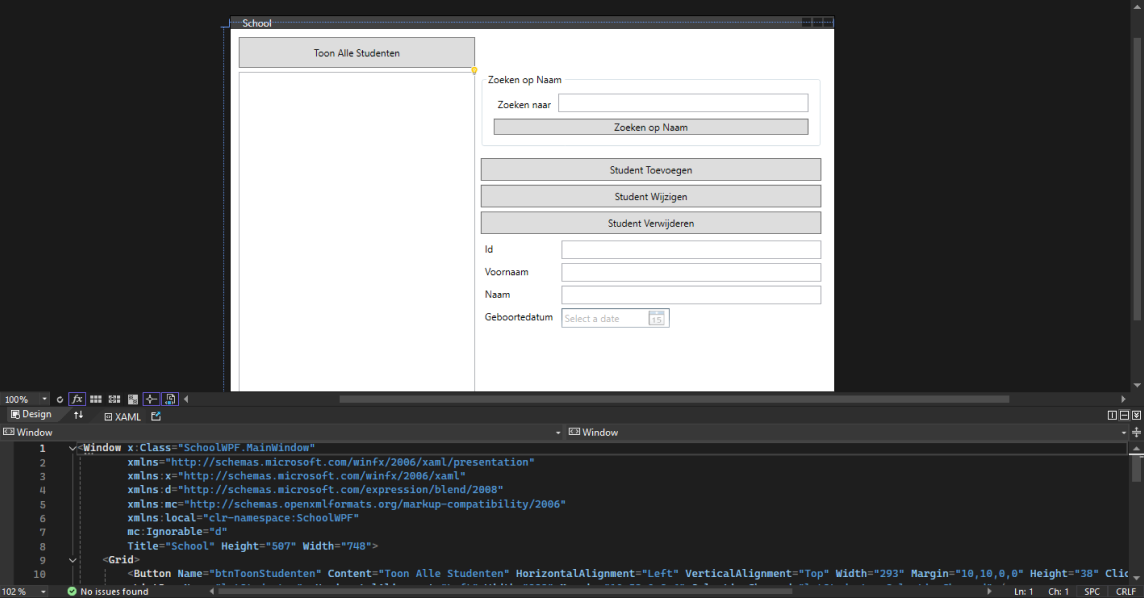 School
Toon Alle Studenten
Zoeken op Naam
Zoeken naar
Zoeken op Naam
Student Toevoegen
Student Wijzigen
Student Verwijderen
Id
Voornaam
Naam
Geboortedatum Select a date 15
100% fx
Design XAML
Window Window
1 <Window x:Class="SchoolWPF.MainWindow"
2 xmlns="http://schemas.microsoft.com/winfx/2006/xaml/presentation"
3 xmlns:x="http://schemas.microsoft.com/winfx/2006/xaml"
4 xmlns:d="http://schemas.microsoft.com/expression/blend/2008"
5 xmlns:mc="http://schemas.openxmlformats.org/markup-compatibility/2006"
6 xmlns:local="clr-namespace:SchoolWPF"
7 mc:Ignorable="d"
8 Title="School" Height="507" Width="748">
9 <Grid>
10 <Button Name="btnToonStudenten" Content="Toon Alle Studenten" HorizontalAlignment="Left" VerticalAlignment="Top" Width="293" Margin="10,10,0,0" Height="38" Clic
102 % No issues found Ln: 1 Ch: 1 SPC CRLF